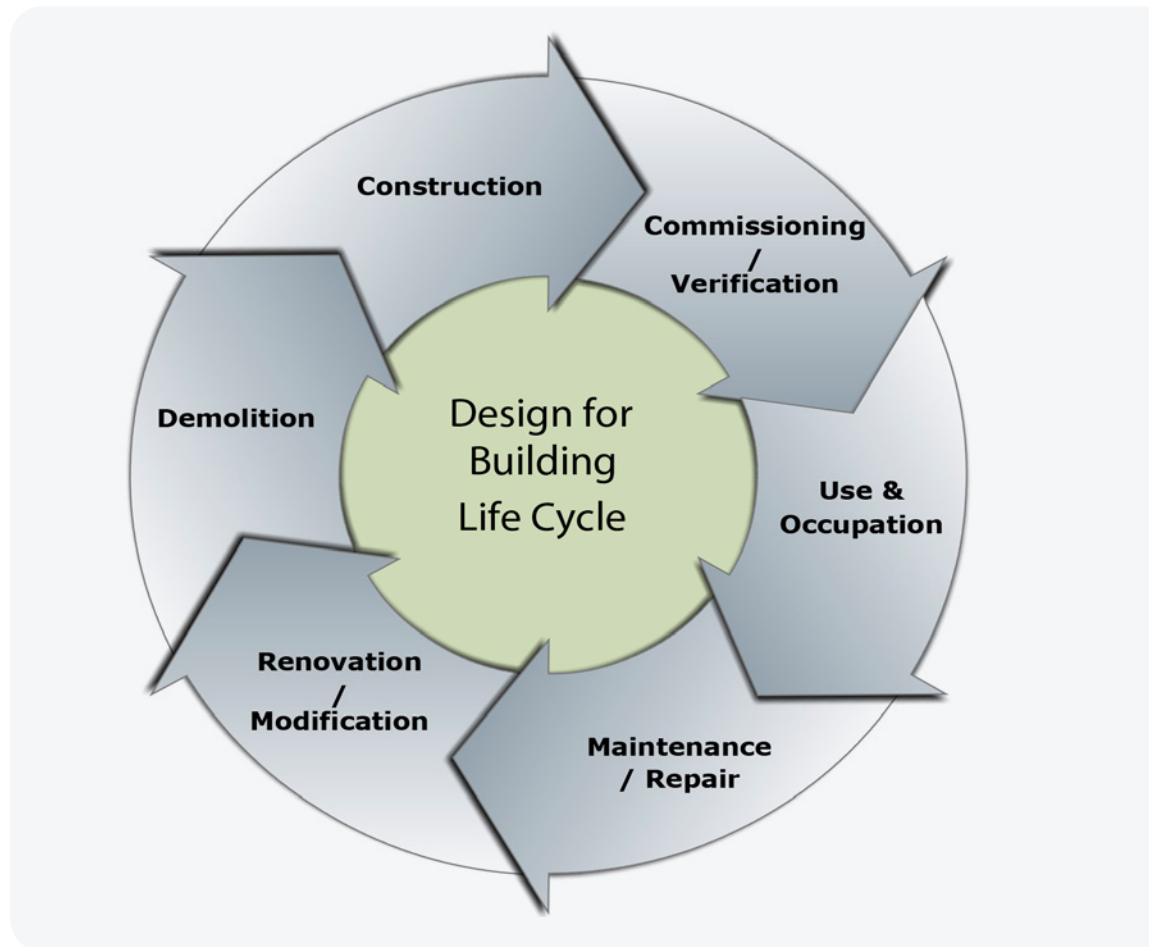 Construction
Commissioning
/
Verification
Use &
Occupation
Maintenance
/ Repair
Renovation
/
Modification
Demolition
Design for
Building
Life Cycle